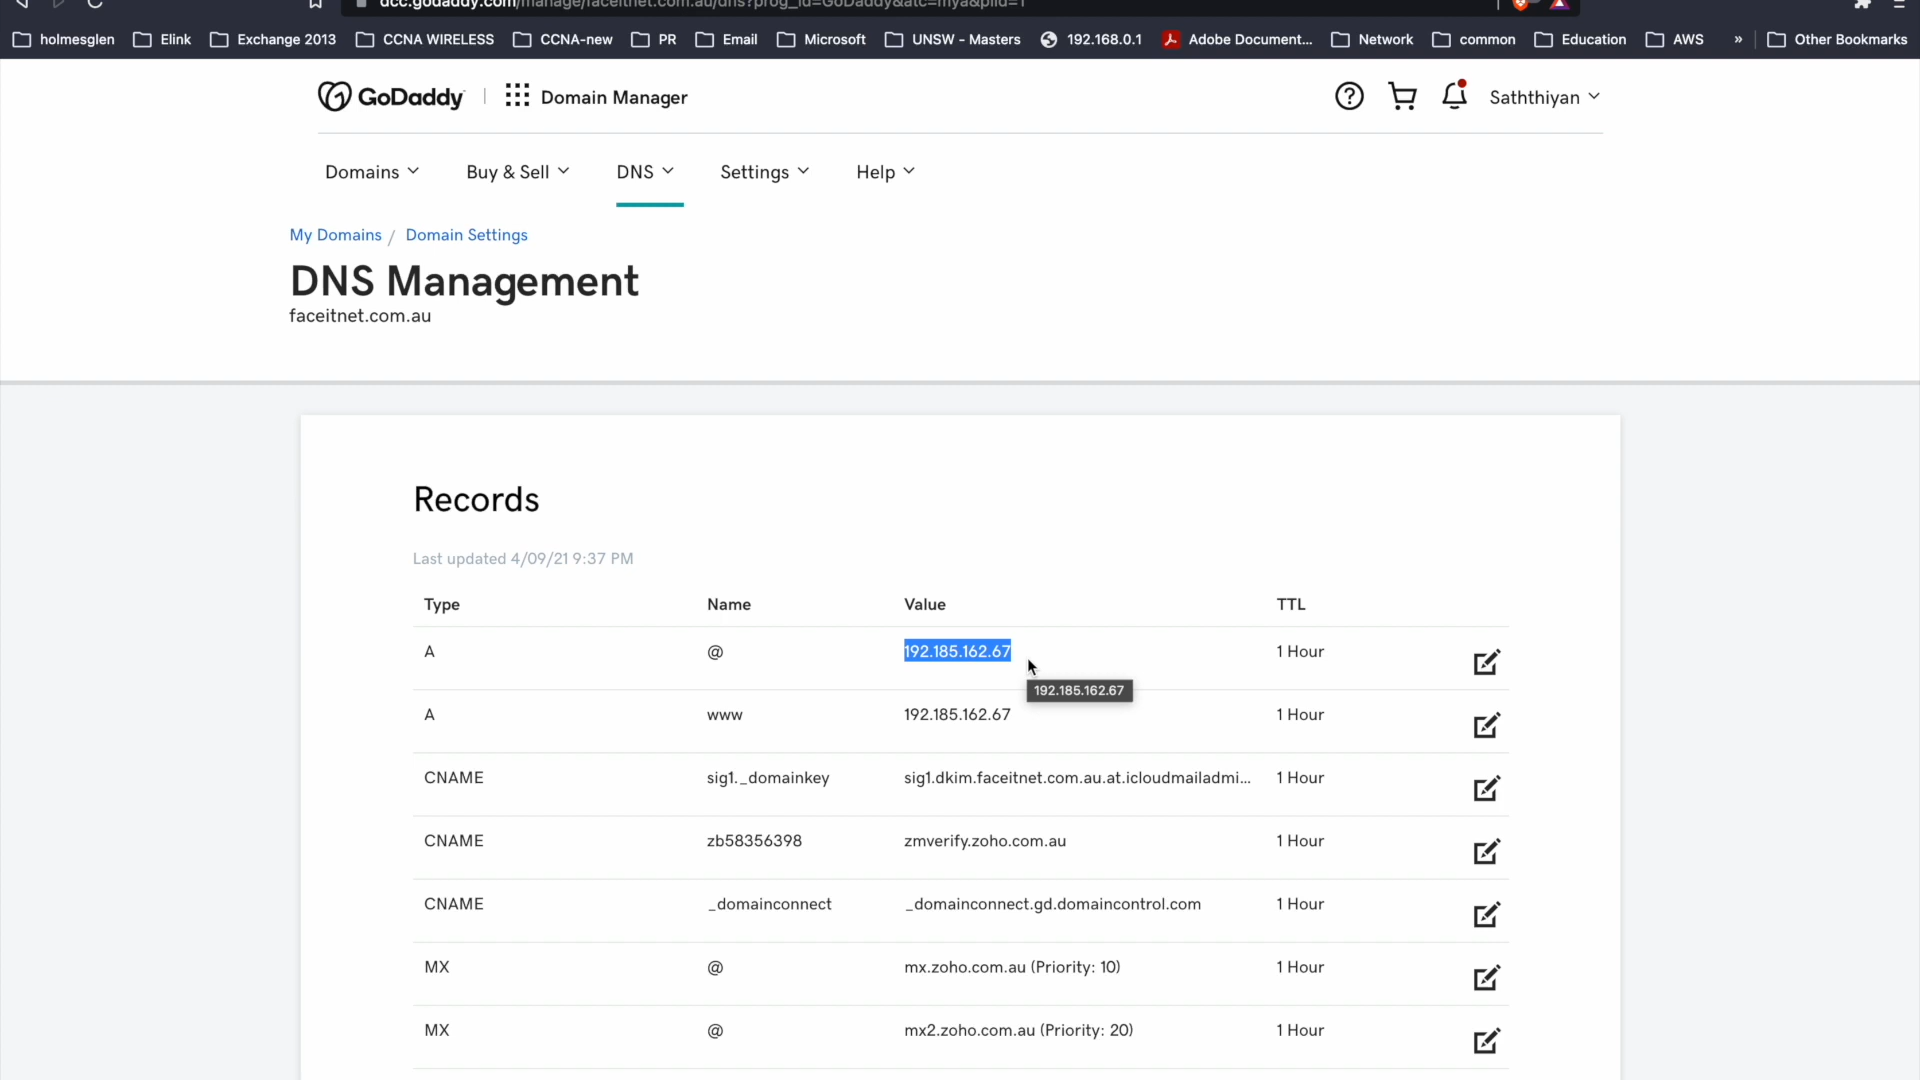 dcc.godaddy.com/manage/faceitnet.com.au/dns?prog_id=GoDaddy&atc=mya&plid=1
holmesglen Elink Exchange 2013 CCNA WIRELESS CCNA-new PR Email Microsoft UNSW - Masters 192.168.0.1 Adobe Document... Network common Education AWS » Other Bookmarks
GoDaddy Domain Manager Saththiyan
Domains Buy & Sell DNS Settings Help
My Domains / Domain Settings
DNS Management
faceitnet.com.au
Records
Last updated 4/09/21 9:37 PM
Type Name Value TTL
A @ 192.185.162.67 1 Hour
192.185.162.67
A www 192.185.162.67 1 Hour
CNAME sig1._domainkey sig1.dkim.faceitnet.com.au.at.icloudmailadmi... 1 Hour
CNAME zb58356398 zmverify.zoho.com.au 1 Hour
CNAME _domainconnect _domainconnect.gd.domaincontrol.com 1 Hour
MX @ mx.zoho.com.au (Priority: 10) 1 Hour
MX @ mx2.zoho.com.au (Priority: 20) 1 Hour